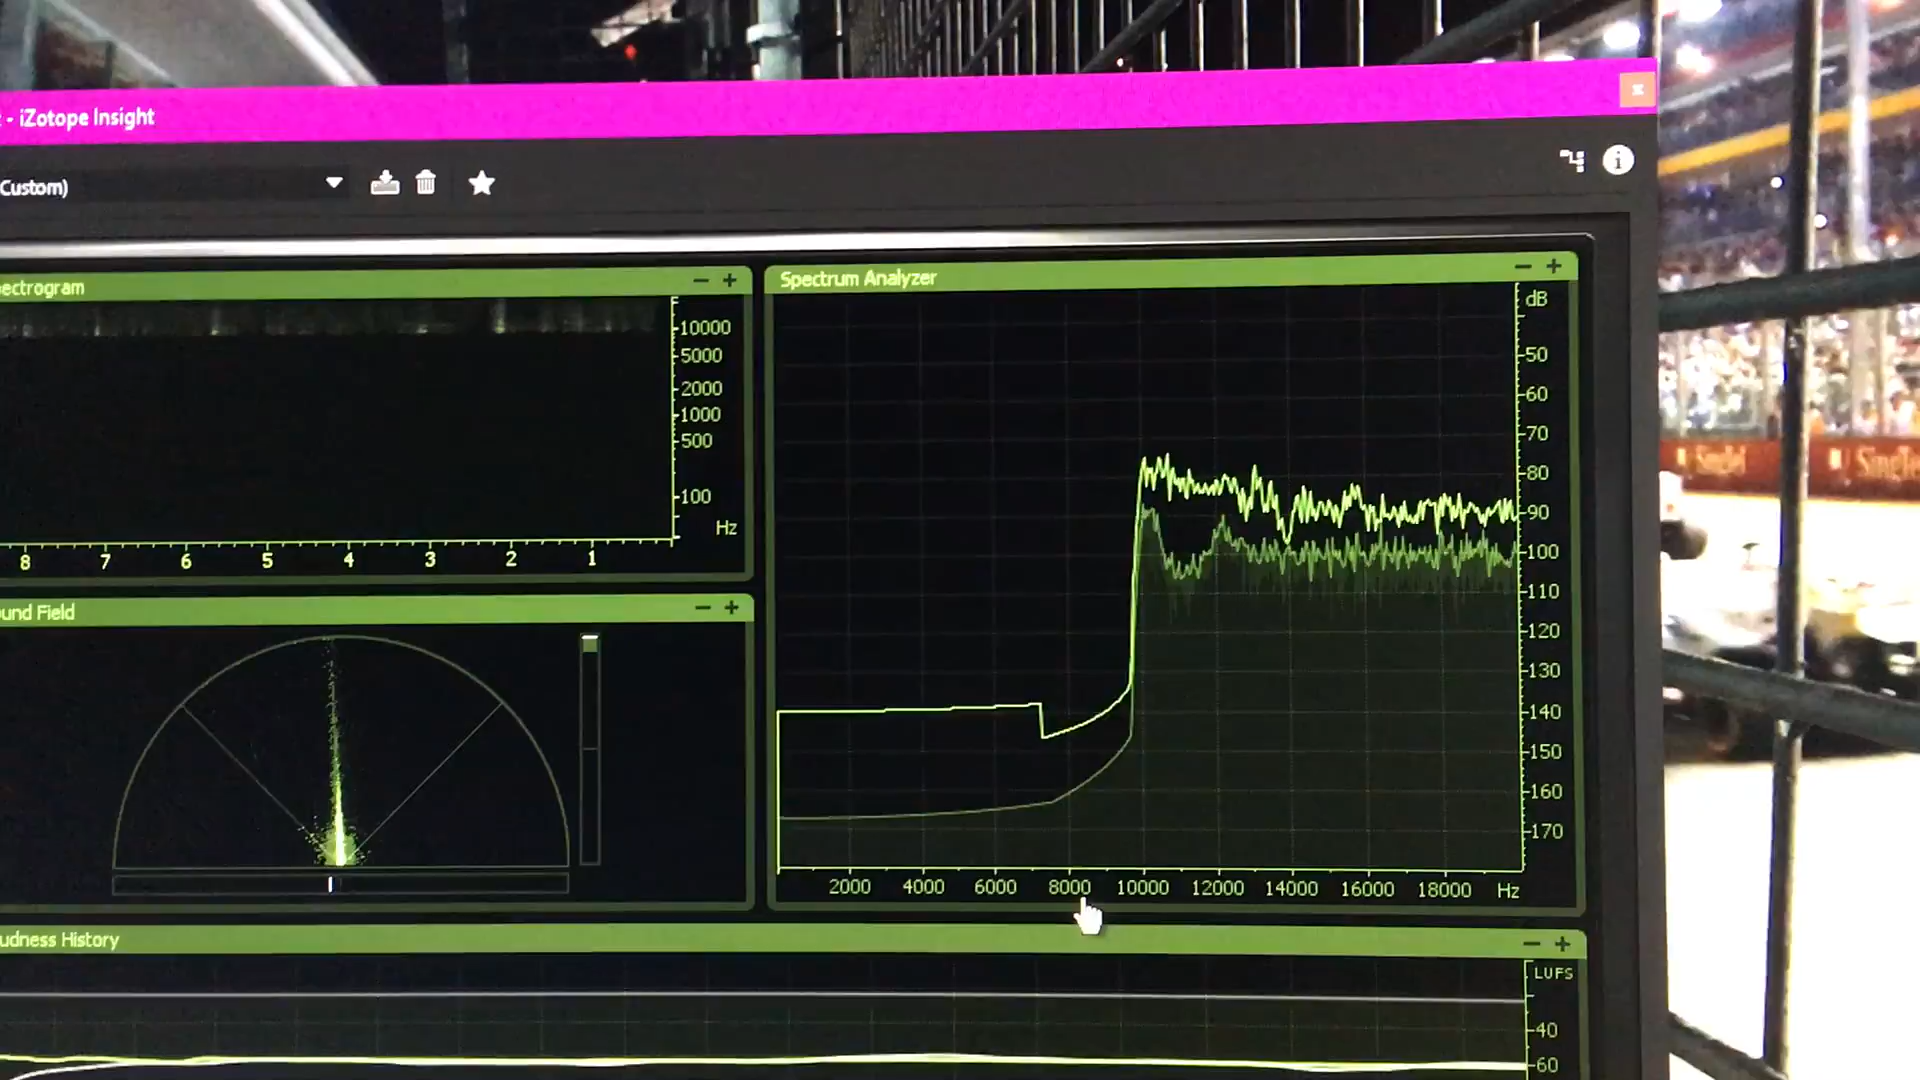 - iZotope Insight
Custom)
ectrogram
10000
5000
2000
1000
500
100
Hz
8 7 6 5 4 3 2 1
Spectrum Analyzer
dB
-50
-60
-70
-80
-90
-100
-110
-120
-130
-140
-150
-160
-170
2000 4000 6000 8000 10000 12000 14000 16000 18000 Hz
und Field
udness History
LUFS
-40
-60
Singtel
SingTe